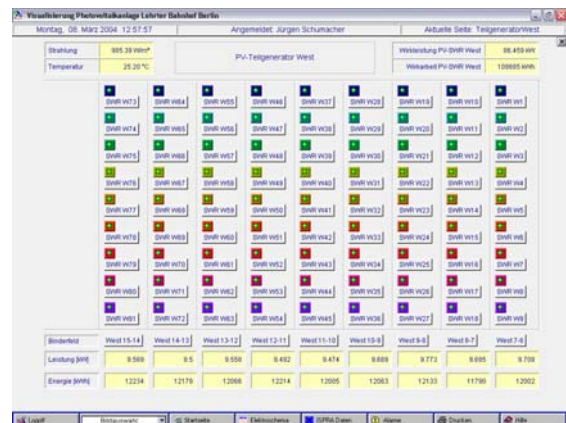 Visualisierung Photovoltaikanlage Lehrter Bahnhof Berlin
Montag, 08. März 2004 12:57:57 Angemeldet: Jürgen Schumacher Aktuelle Seite: TeilgeneratorWest
Strahlung 985.39 W/m² PV-Teilgenerator West Wirkleistung PV-SWR West 86.459 kW
Temperatur 25.20 °C Wirkarbeit PV-SWR West kWh
SWR W73 SWR W64 SWR W55 SWR W46 SWR W37 SWR W28 SWR W19 SWR W10 SWR W1
SWR W74 SWR W65 SWR W56 SWR W47 SWR W38 SWR W29 SWR W20 SWR W11 SWR W2
SWR W75 SWR W66 SWR W57 SWR W48 SWR W39 SWR W30 SWR W21 SWR W12 SWR W3
SWR W76 SWR W67 SWR W58 SWR W49 SWR W40 SWR W31 SWR W22 SWR W13 SWR W4
SWR W77 SWR W68 SWR W59 SWR W50 SWR W41 SWR W32 SWR W23 SWR W14 SWR W5
SWR W78 SWR W69 SWR W60 SWR W51 SWR W42 SWR W33 SWR W24 SWR W15 SWR W6
SWR W79 SWR W70 SWR W61 SWR W52 SWR W43 SWR W34 SWR W25 SWR W16 SWR W7
SWR W80 SWR W71 SWR W62 SWR W53 SWR W44 SWR W35 SWR W26 SWR W17 SWR W8
SWR W81 SWR W72 SWR W63 SWR W54 SWR W45 SWR W36 SWR W27 SWR W18 SWR W9
Binderfeld West 15-14 West 14-13 West 13-12 West 12-11 West 11-10 West 10-9 West 9-8 West 8-7 West 7-6
Leistung [kW] 9.569 9.5 9.558 9.492 9.474 9.689 9.773 9.695 9.709
Energie [kWh] 12234 12178 12066 12214 12005 12063 12133 11790 12002
Logoff Bildauswahl Startseite Elektroschema ISPRA Daten Alarme Drucken Hilfe